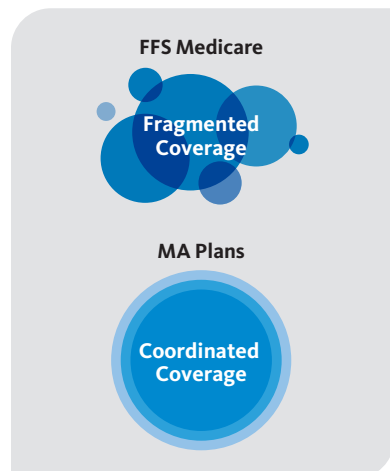 FFS Medicare
Fragmented
Coverage
MA Plans
Coordinated
Coverage